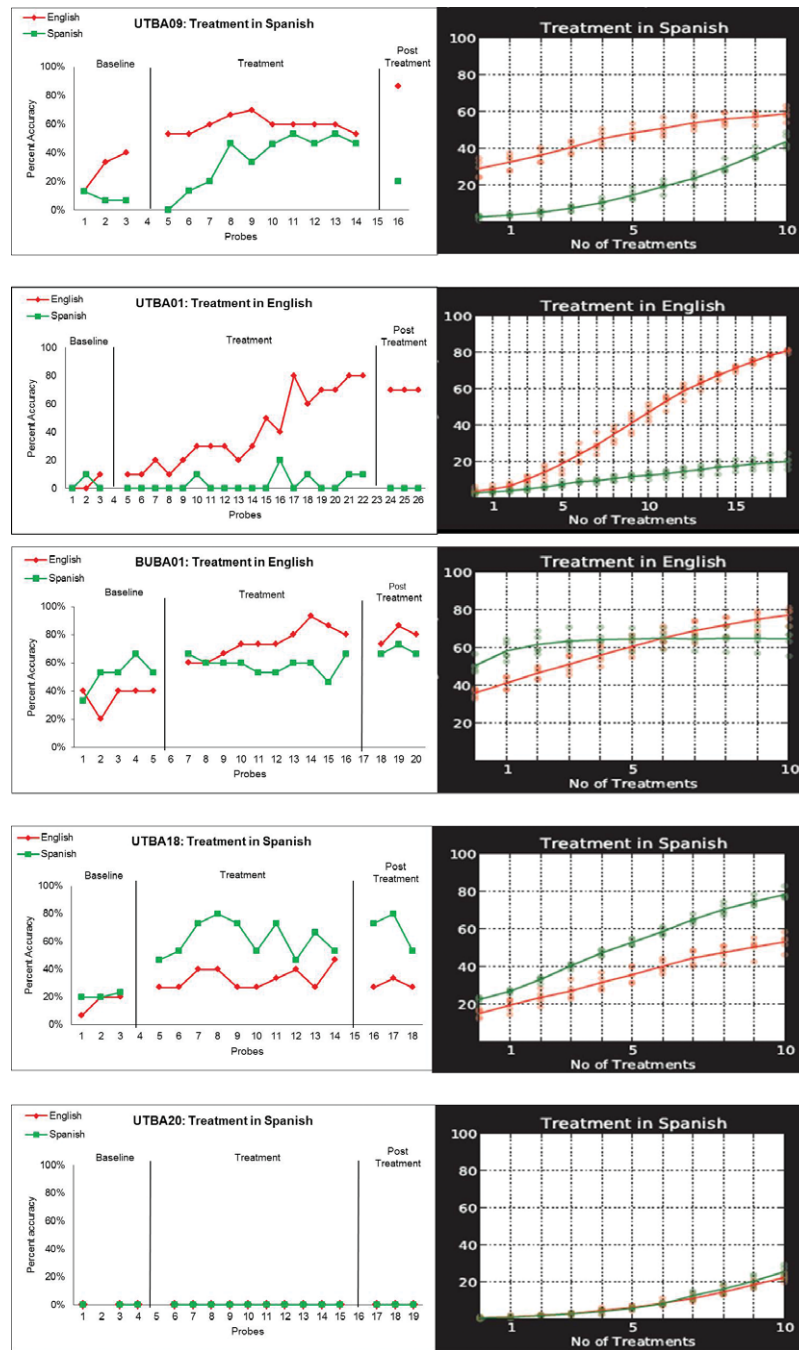 English
Spanish
UTBA09: Treatment in Spanish
Baseline Treatment Post Treatment
Percent Accuracy
100%
80%
60%
40%
20%
0%
1 2 3 4 5 6 7 8 9 10 11 12 13 14 15 16
Probes
Treatment in Spanish
100
80
60
40
20
1 5 10
No of Treatments
English
Spanish
UTBA01: Treatment in English
Baseline Treatment Post Treatment
Percent Accuracy
100
80
60
40
20
0
1 2 3 4 5 6 7 8 9 10 11 12 13 14 15 16 17 18 19 20 21 22 23 24 25 26
Probes
Treatment in English
100
80
60
40
20
1 5 10 15
No of Treatments
English
Spanish
BUBA01: Treatment in English
Baseline Treatment Post Treatment
Percent Accuracy
100%
80%
60%
40%
20%
0%
1 2 3 4 5 6 7 8 9 10 11 12 13 14 15 16 17 18 19 20
Probes
Treatment in English
100
80
60
40
20
1 5 10
No of Treatments
English
Spanish
UTBA18: Treatment in Spanish
Baseline Treatment Post Treatment
Percent Accuracy
100%
80%
60%
40%
20%
0%
1 2 3 4 5 6 7 8 9 10 11 12 13 14 15 16 17 18
Probes
Treatment in Spanish
100
80
60
40
20
1 5 10
No of Treatments
English
Spanish
UTBA20: Treatment in Spanish
Baseline Treatment Post Treatment
Percent accuracy
100%
80%
60%
40%
20%
0%
1 2 3 4 5 6 7 8 9 10 11 12 13 14 15 16 17 18 19
Probes
Treatment in Spanish
100
80
60
40
20
1 5 10
No of Treatments